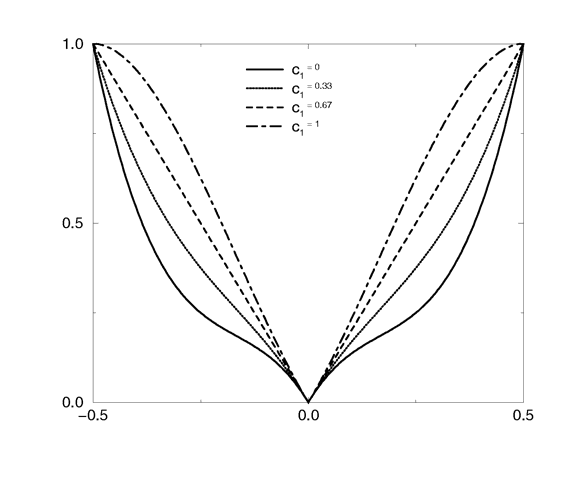 1.0
C1 = 0
C1 = 0.33
C1 = 0.67
C1 = 1
0.5
0.0
−0.5 0.0 0.5